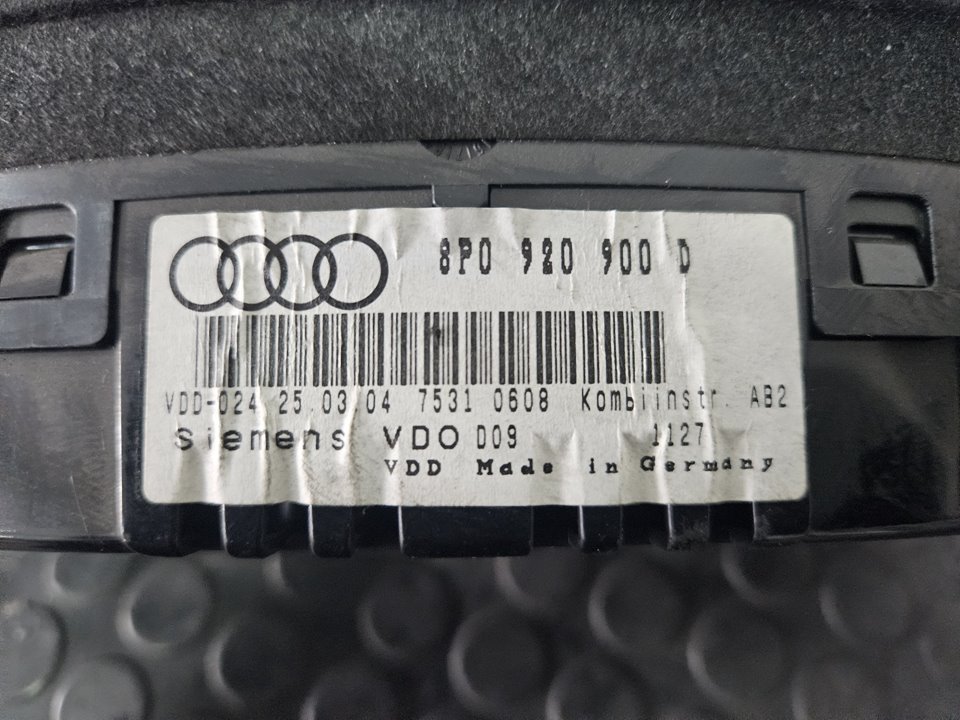 8P0 920 900 D
VDD-024 25.03.04 7531 0608 Kombiinstr. AB2
Siemens VDO D09 1127
VDD Made in Germany